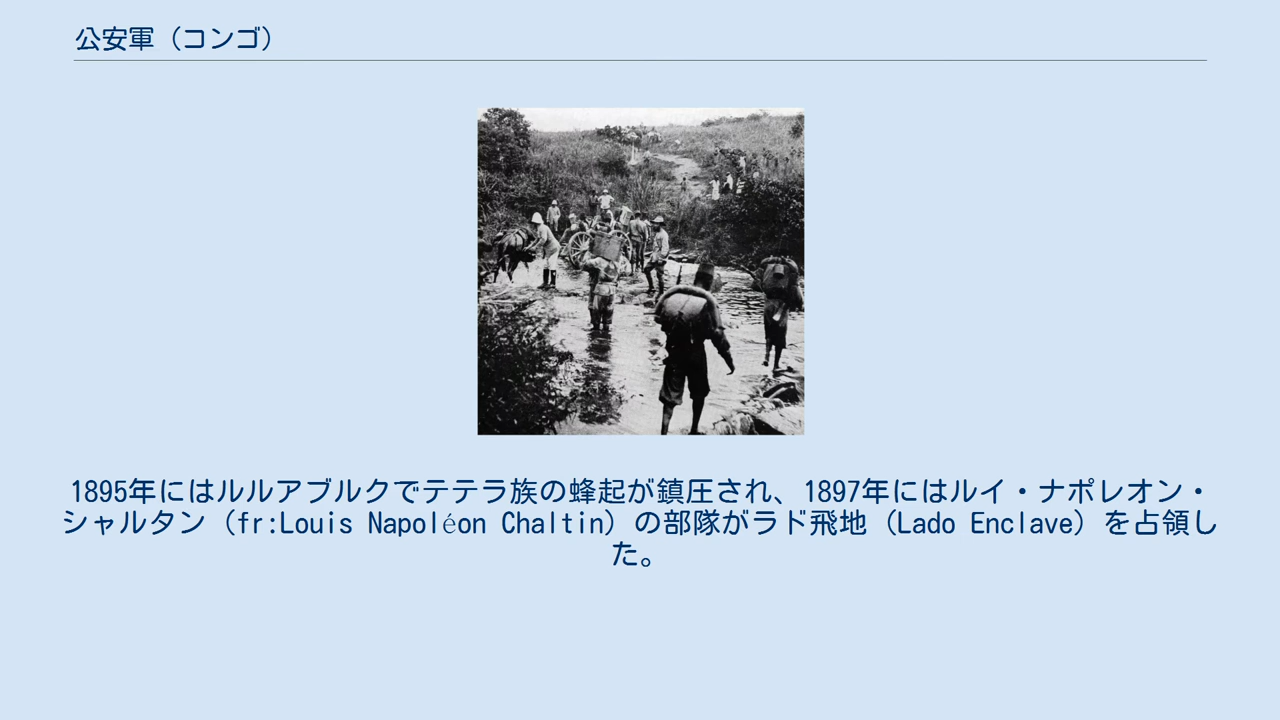 公安軍（コンゴ）
1895年にはルルアブルクでテテラ族の蜂起が鎮圧され、1897年にはルイ・ナポレオン・
シャルタン（fr:Louis Napoléon Chaltin）の部隊がラド飛地（Lado Enclave）を占領し
た。